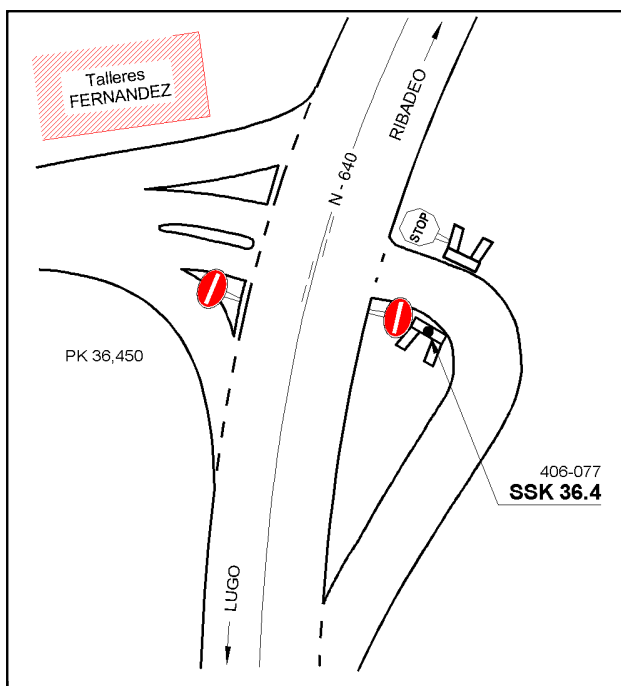 Talleres
FERNANDEZ
RIBADEO
N - 640
STOP
PK 36,450
406-077
SSK 36.4
LUGO